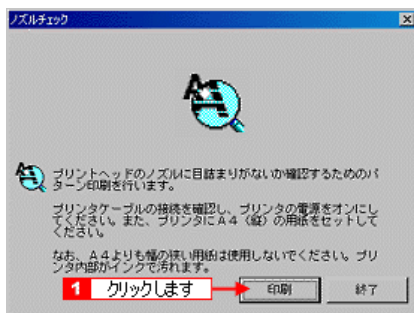 ノズルチェック
プリントヘッドのノズルに目詰まりがないか確認するためのパ
ターン印刷を行います。
プリンタケーブルの接続を確認し、プリンタの電源をオンにし
てください。また、プリンタにA4（縦）の用紙をセットして
ください。
なお、A4よりも幅の狭い用紙は使用しないでください。プリ
ンタ内部がインクで汚れます。
1 クリックします 印刷 終了